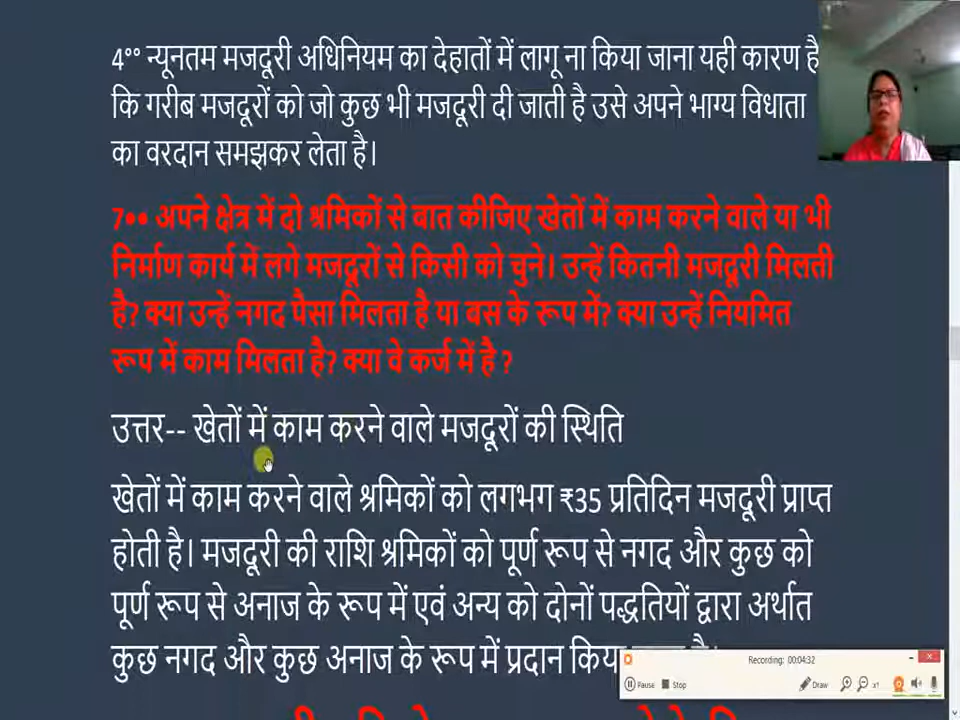 4°° न्यूनतम मजदूरी अधिनियम का देहातों में लागू ना किया जाना यही कारण है
कि गरीब मजदूरों को जो कुछ भी मजदूरी दी जाती है उसे अपने भाग्य विधाता
का वरदान समझकर लेता है।
7•• अपने क्षेत्र में दो श्रमिकों से बात कीजिए खेतों में काम करने वाले या भी
निर्माण कार्य में लगे मजदूरों से किसी को चुने। उन्हें कितनी मजदूरी मिलती
है? क्या उन्हें नगद पैसा मिलता है या बस के रूप में? क्या उन्हें नियमित
रूप में काम मिलता है? क्या वे कर्ज में है ?
उत्तर-- खेतों में काम करने वाले मजदूरों की स्थिति
खेतों में काम करने वाले श्रमिकों को लगभग ₹35 प्रतिदिन मजदूरी प्राप्त
होती है। मजदूरी की राशि श्रमिकों को पूर्ण रूप से नगद और कुछ को
पूर्ण रूप से अनाज के रूप में एवं अन्य को दोनों पद्धतियों द्वारा अर्थात
कुछ नगद और कुछ अनाज के रूप में प्रदान किय
Recording: 00:04:32
Pause Stop Draw x1